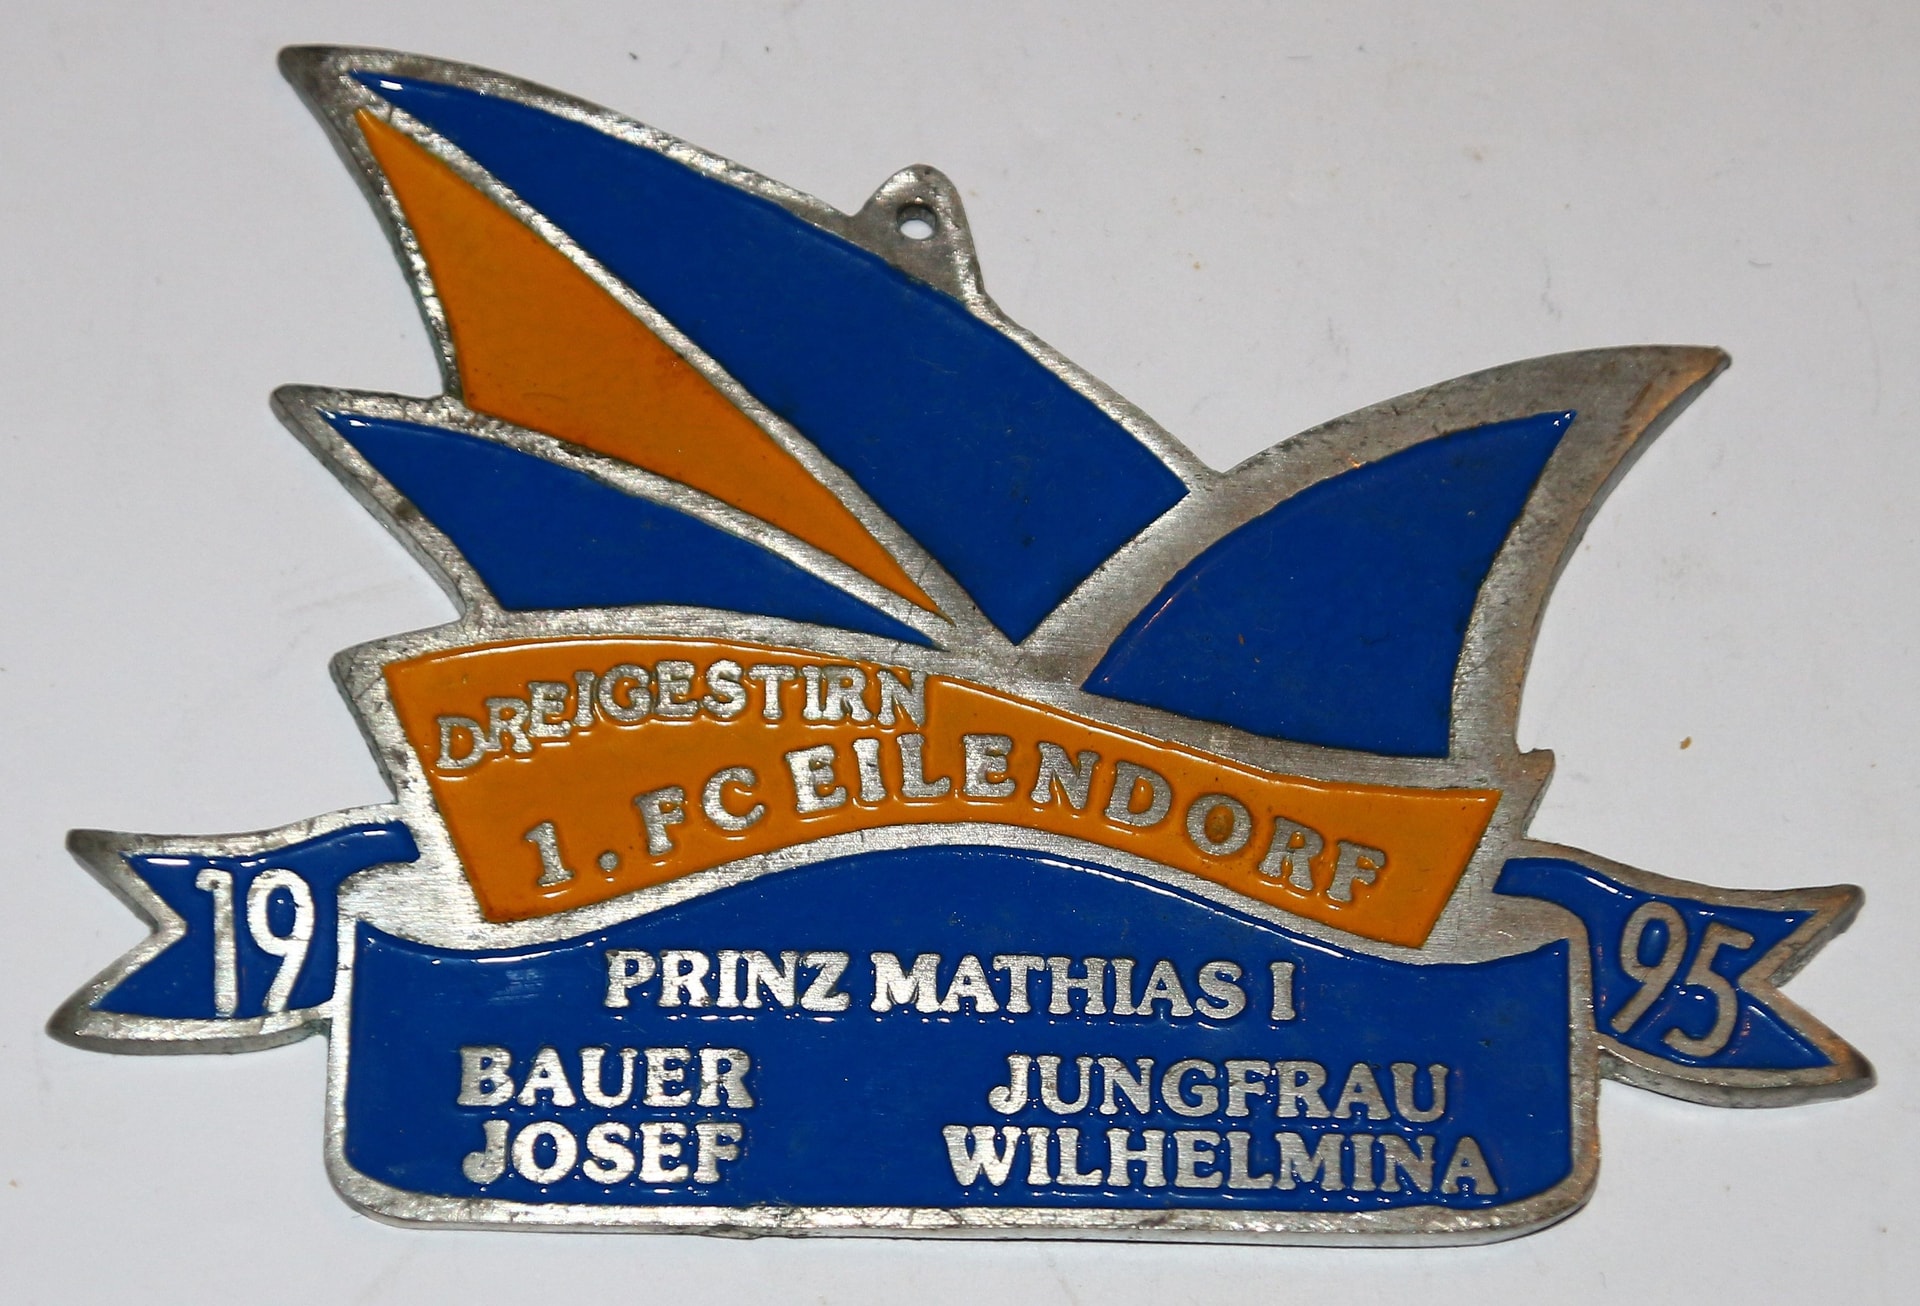 DREIGESTIRN
1. FC EILENDORF
19 95
PRINZ MATHIAS I
BAUER JUNGFRAU
JOSEF WILHELMINA